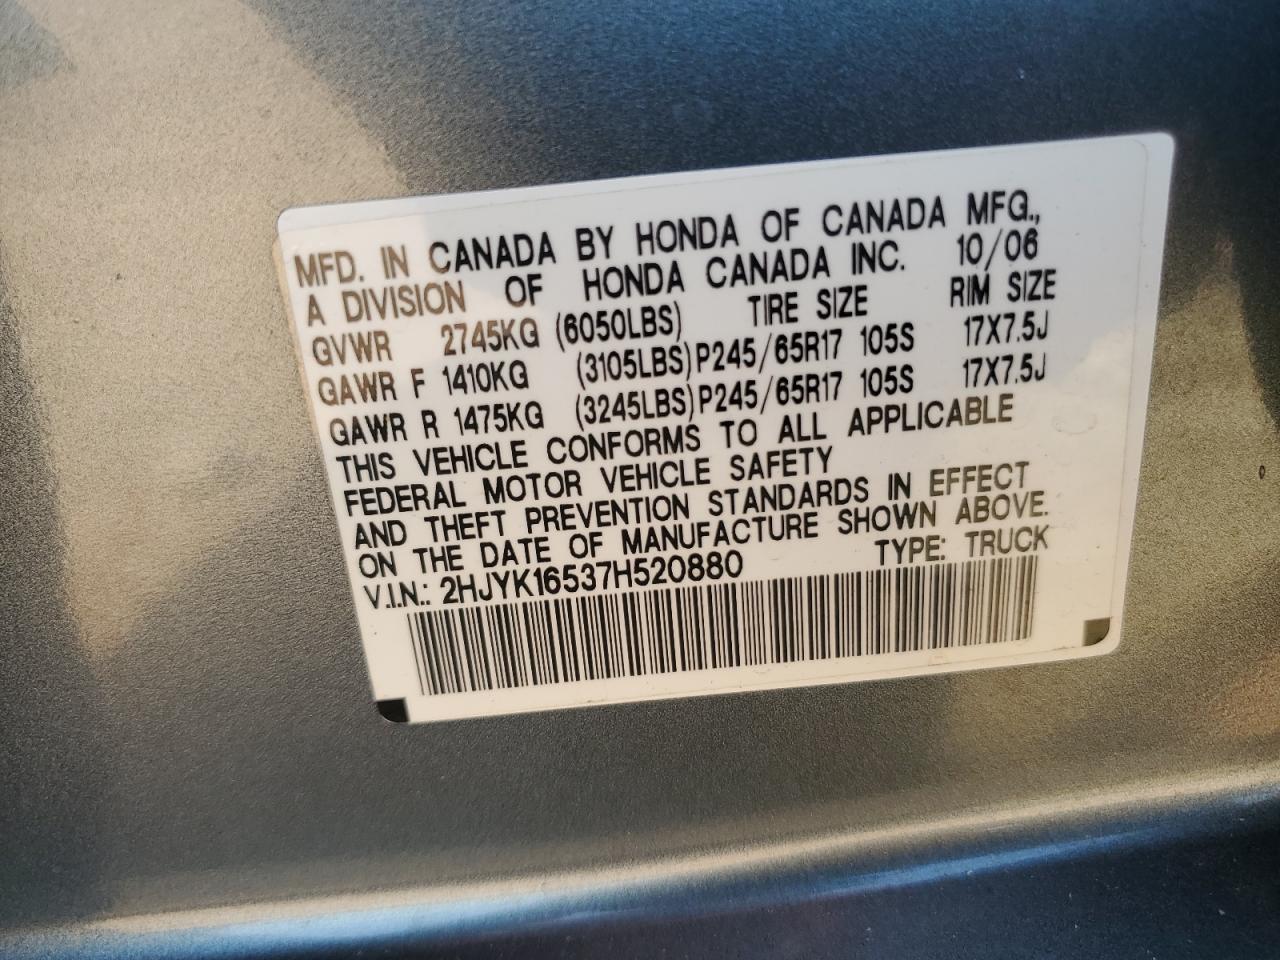 MFD. IN CANADA BY HONDA OF CANADA MFG.,
A DIVISION OF HONDA CANADA INC. 10/06
GVWR 2745KG (6050LBS) TIRE SIZE RIM SIZE
GAWR F 1410KG (3105LBS) P245/65R17 105S 17X7.5J
GAWR R 1475KG (3245LBS) P245/65R17 105S 17X7.5J
THIS VEHICLE CONFORMS TO ALL APPLICABLE
FEDERAL MOTOR VEHICLE SAFETY
AND THEFT PREVENTION STANDARDS IN EFFECT
ON THE DATE OF MANUFACTURE SHOWN ABOVE.
V.I.N.: 2HJYK16537H520880 TYPE: TRUCK